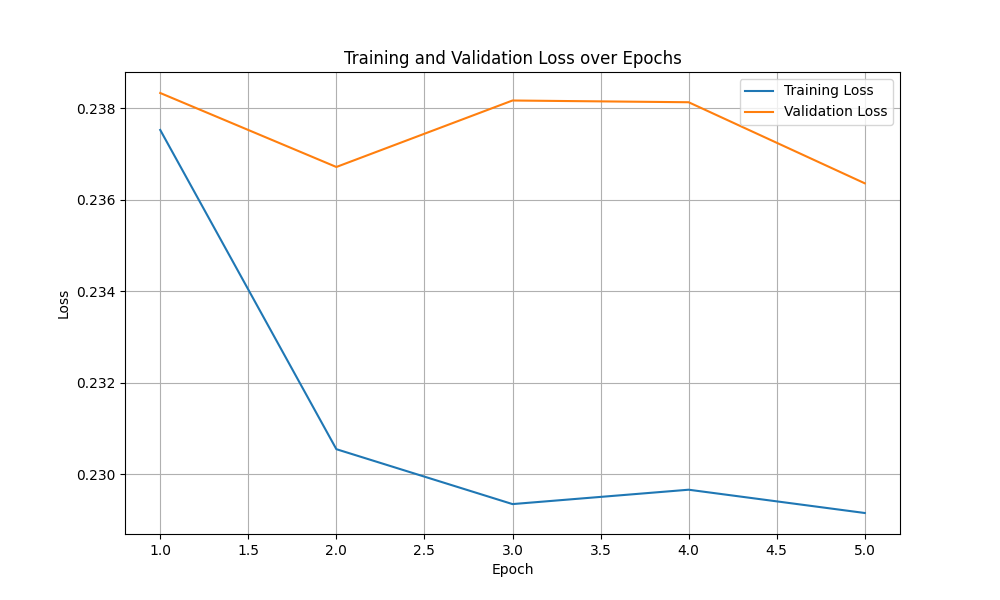 Training and Validation Loss over Epochs
Training Loss
Validation Loss
0.238
0.236
0.234
0.232
0.230
Loss
1.0 1.5 2.0 2.5 3.0 3.5 4.0 4.5 5.0
Epoch